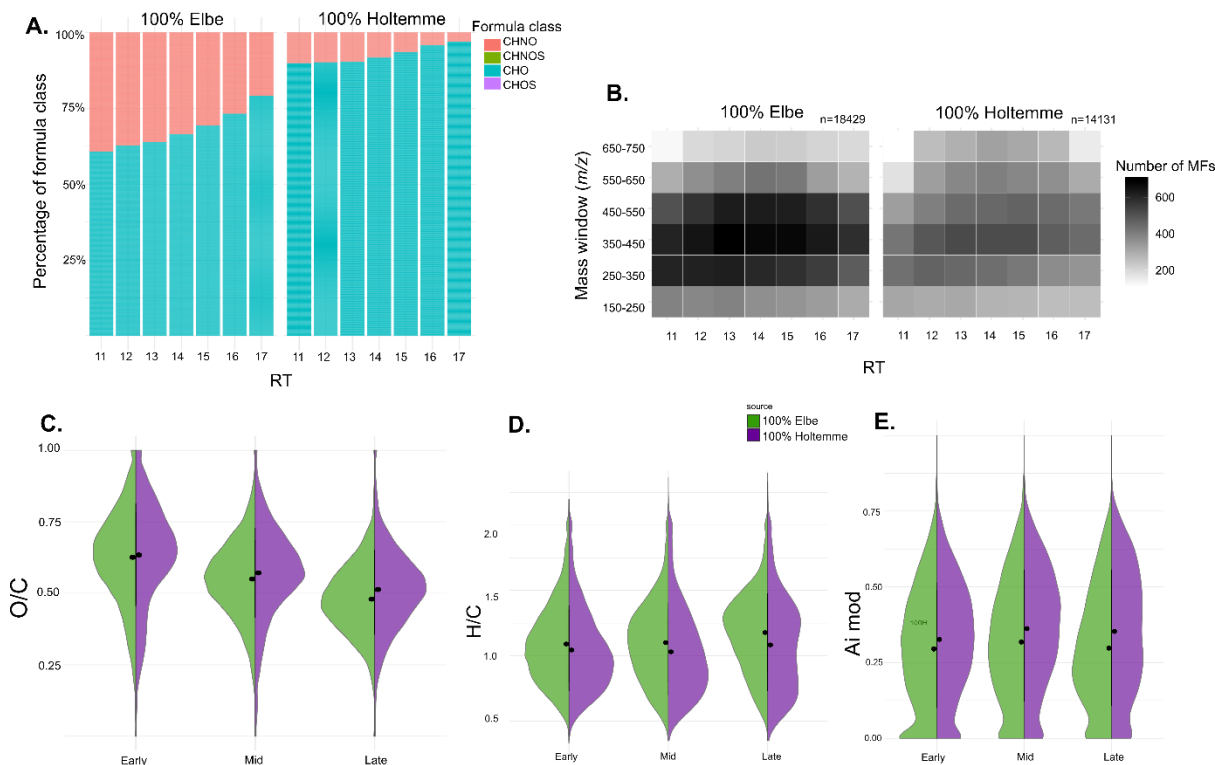 A.
100% Elbe
100% Holtemme
Formula class
CHNO
CHNOS
CHO
CHOS
100%
75%
50%
25%
Percentage of formula class
11 12 13 14 15 16 17
11 12 13 14 15 16 17
RT
B.
100% Elbe
n=18429
100% Holtemme
n=14131
Number of MFs
600
400
200
650-750
550-650
450-550
350-450
250-350
150-250
Mass window (m/z)
11 12 13 14 15 16 17
11 12 13 14 15 16 17
RT
C.
1.00
0.75
0.50
0.25
O/C
Early Mid Late
D.
source
100% Elbe
100% Holtemme
2.0
1.5
1.0
0.5
H/C
Early Mid Late
E.
0.75
0.50
0.25
0.00
Ai mod
100H
Early Mid Late